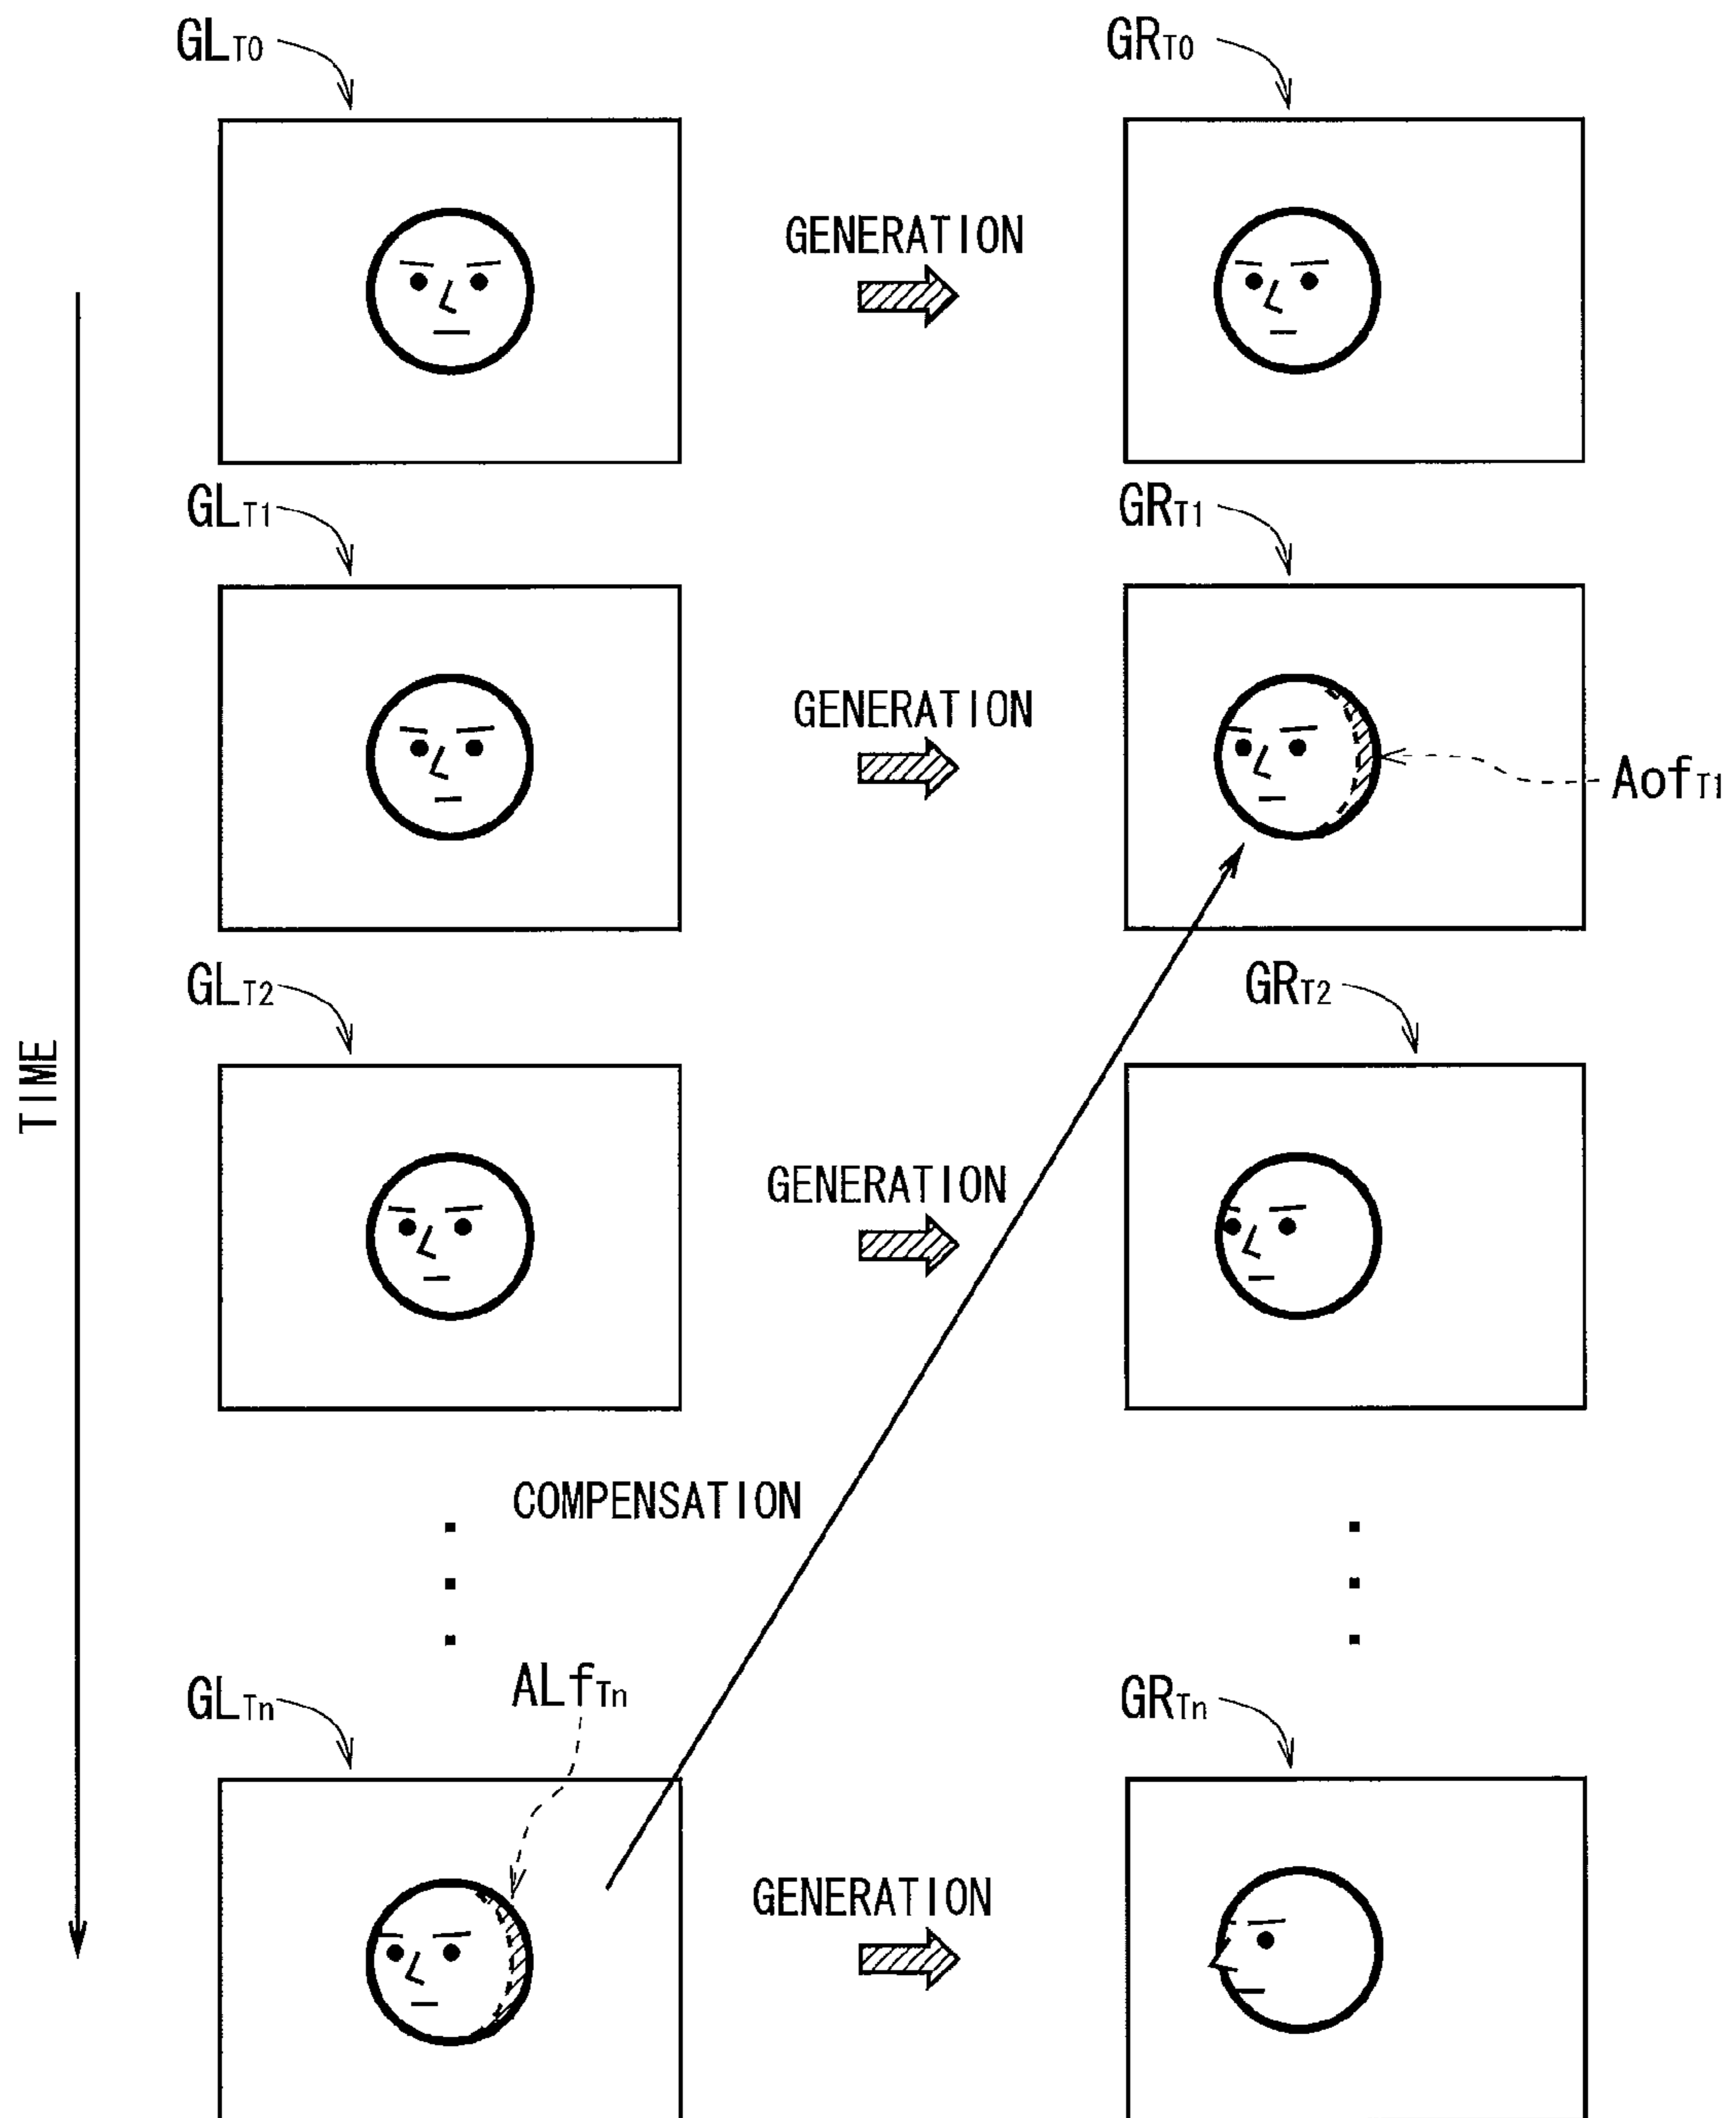 GLT0
GRT0
GENERATION
GLT1
GRT1
GENERATION
AofT1
GLT2
GRT2
TIME
GENERATION
COMPENSATION
GLTn
ALfTn
GRTn
GENERATION